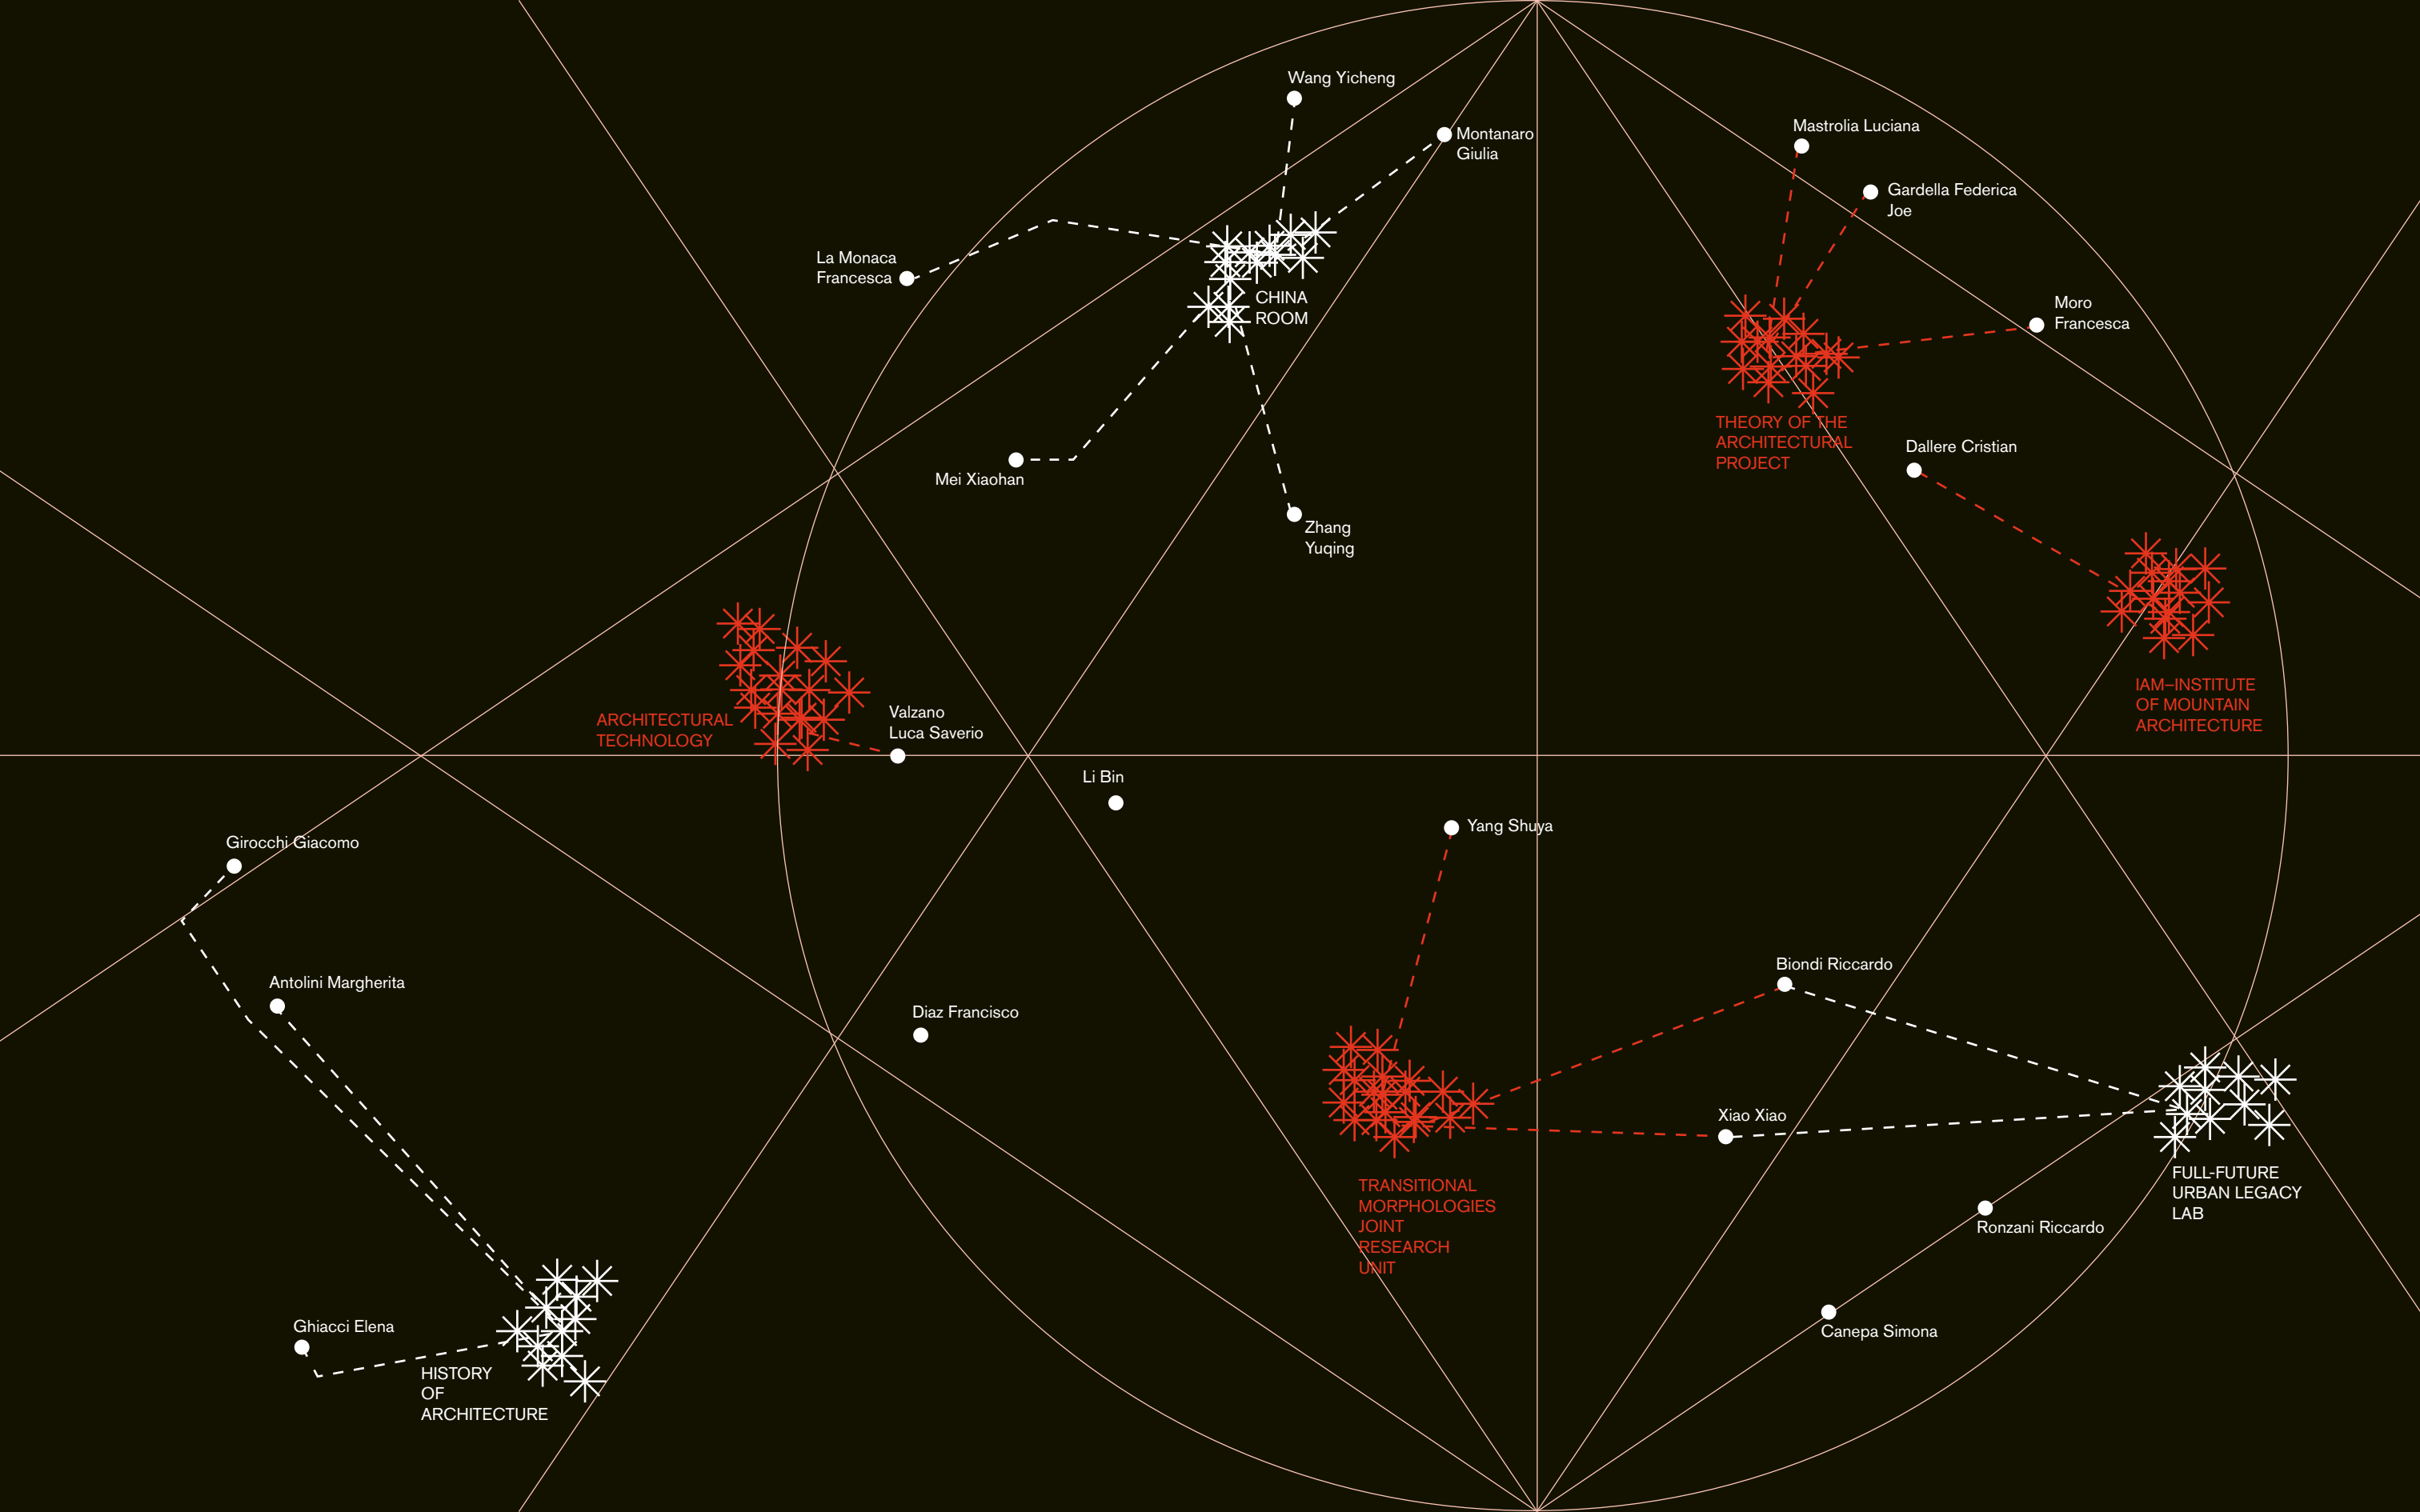 Wang Yicheng
Montanaro
Giulia
Mastrolia Luciana
Gardella Federica
Joe
La Monaca
Francesca
CHINA
ROOM
Moro
Francesca
THEORY OF THE
ARCHITECTURAL
PROJECT
Dallere Cristian
Mei Xiaohan
Zhang
Yuqing
IAM–INSTITUTE
OF MOUNTAIN
ARCHITECTURE
ARCHITECTURAL
TECHNOLOGY
Valzano
Luca Saverio
Li Bin
Yang Shuya
Girocchi Giacomo
Antolini Margherita
Diaz Francisco
Biondi Riccardo
Xiao Xiao
TRANSITIONAL
MORPHOLOGIES
JOINT
RESEARCH
UNIT
FULL-FUTURE
URBAN LEGACY
LAB
Ronzani Riccardo
Canepa Simona
Ghiacci Elena
HISTORY
OF
ARCHITECTURE